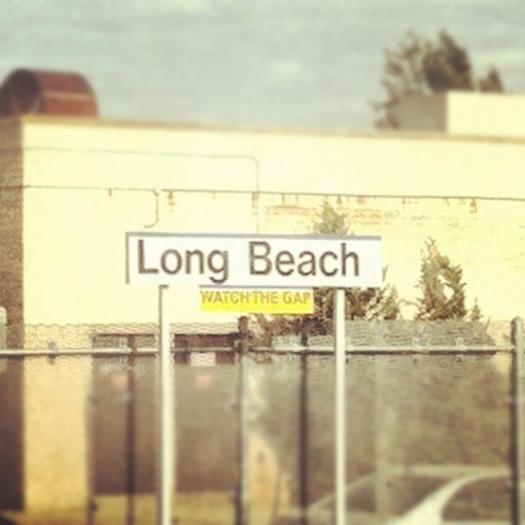 Long Beach
WATCH THE GAP